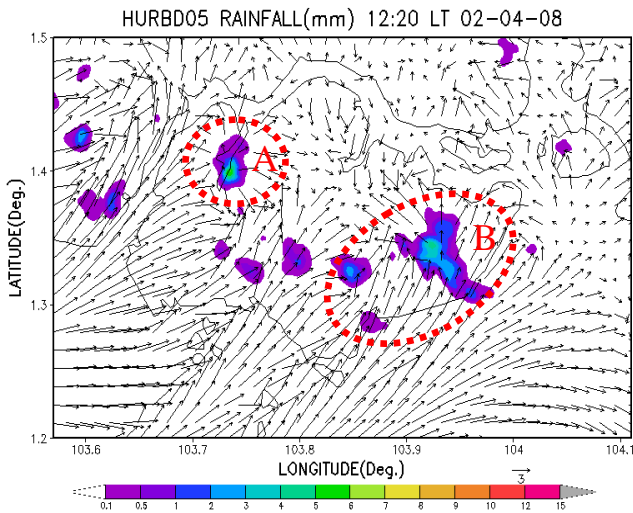 HURBD05 RAINFALL(mm) 12:20 LT 02-04-08
1.5
A
1.4
B
LATITUDE(Deg.)
1.3
1.2
103.6 103.7 103.8 103.9 104 104.1
LONGITUDE(Deg.)
3
0.1 0.5 1 2 3 4 5 6 7 8 9 10 12 15